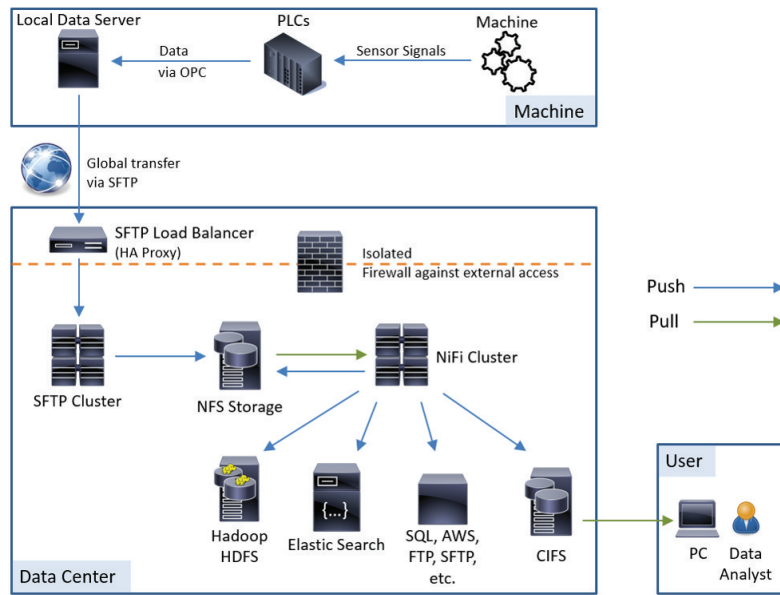 Local Data Server
PLCs
Machine
Data
via OPC
Sensor Signals
Machine
Global transfer
via SFTP
SFTP Load Balancer
(HA Proxy)
Isolated
Firewall against external access
Push
Pull
SFTP Cluster
NFS Storage
NiFi Cluster
Hadoop
HDFS
{...}
Elastic Search
SQL, AWS,
FTP, SFTP,
etc.
CIFS
Data Center
User
PC
Data
Analyst